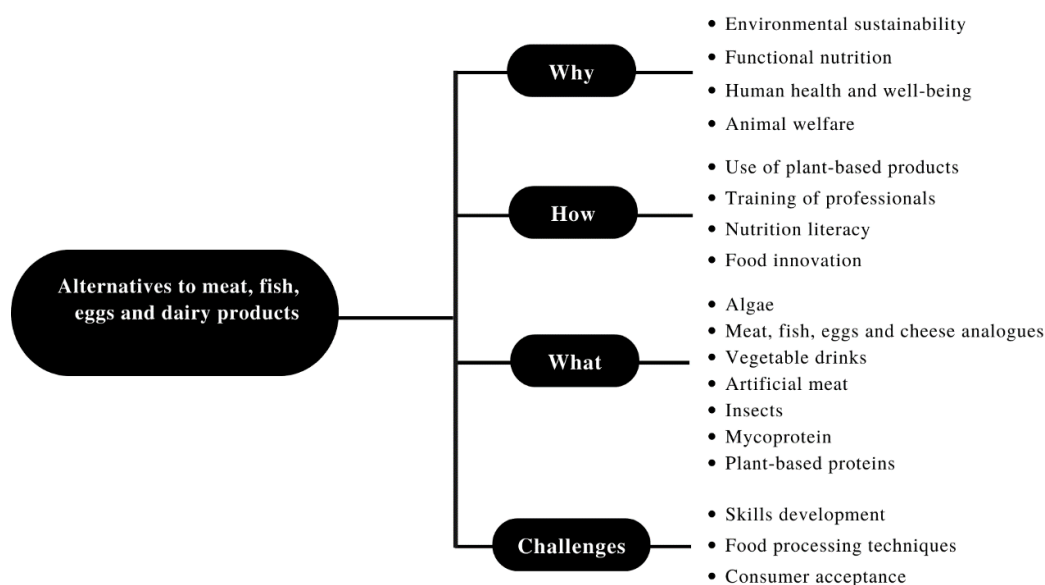 Alternatives to meat, fish,
eggs and dairy products
Why
• Environmental sustainability
• Functional nutrition
• Human health and well-being
• Animal welfare
How
• Use of plant-based products
• Training of professionals
• Nutrition literacy
• Food innovation
What
• Algae
• Meat, fish, eggs and cheese analogues
• Vegetable drinks
• Artificial meat
• Insects
• Mycoprotein
• Plant-based proteins
Challenges
• Skills development
• Food processing techniques
• Consumer acceptance